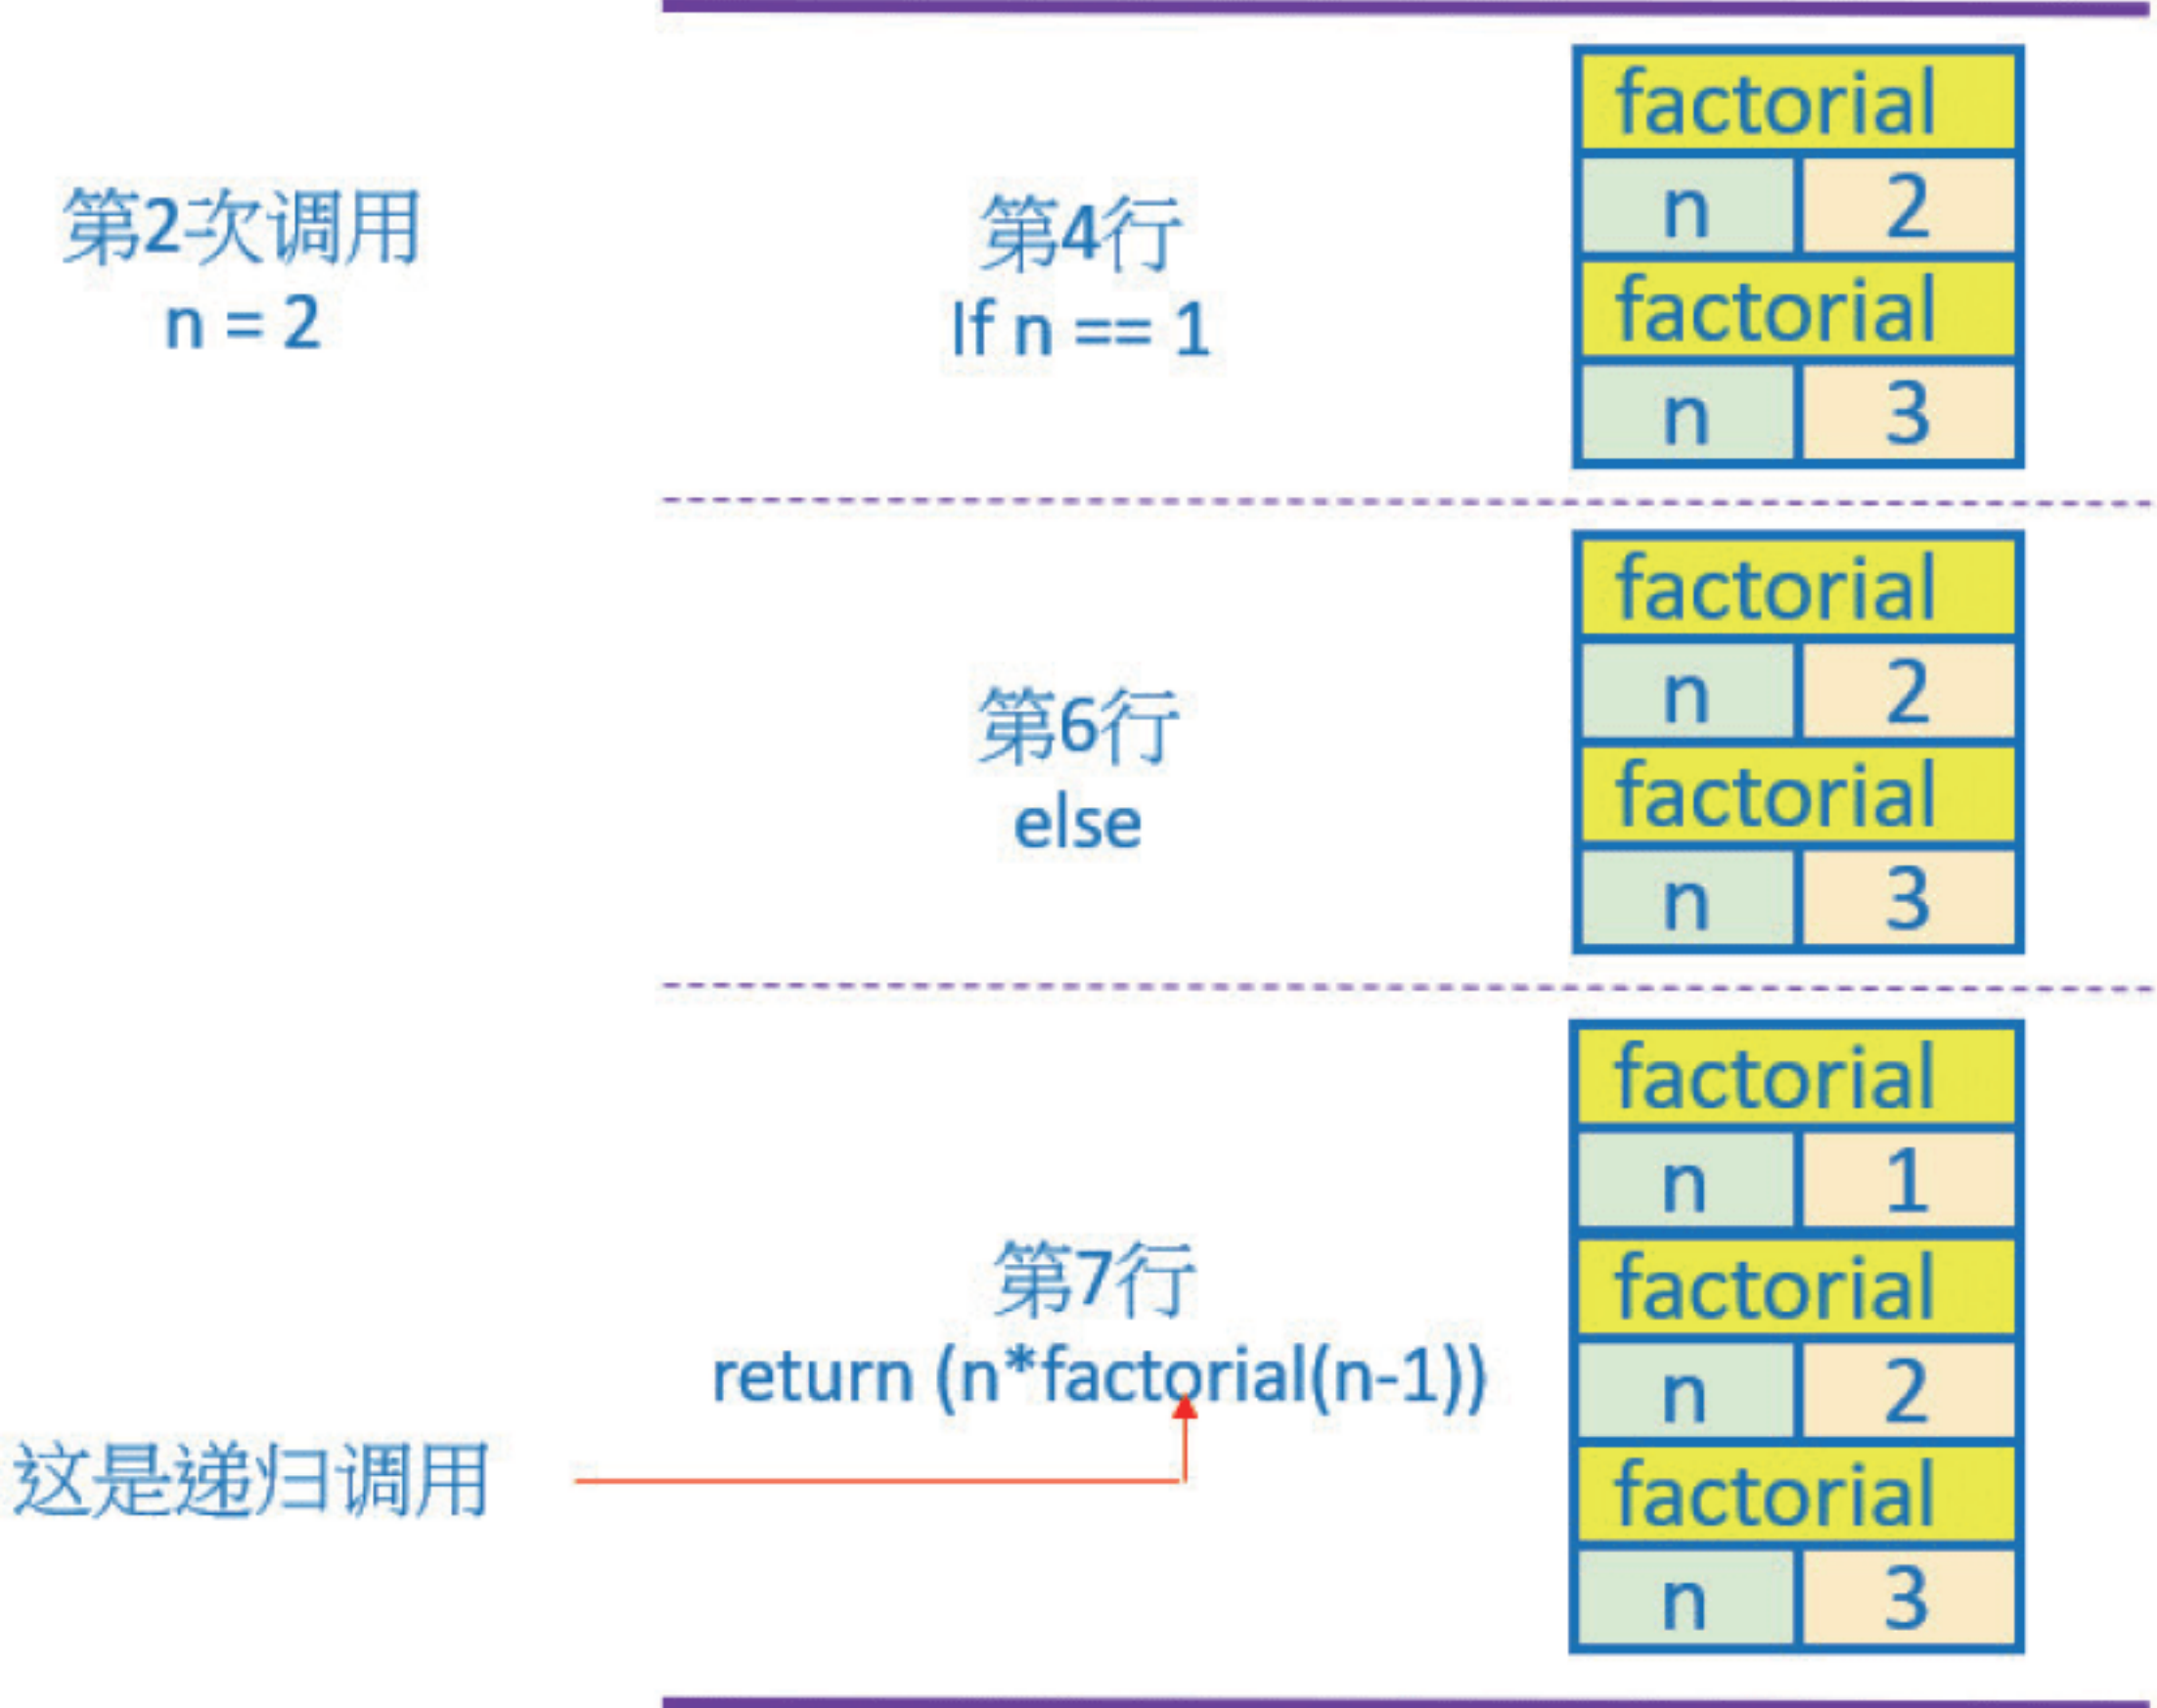 第2次调用
n = 2
第4行
If n == 1
factorial
n 2
factorial
n 3
第6行
else
factorial
n 2
factorial
n 3
第7行
return (n*factorial(n-1))
这是递归调用
factorial
n 1
factorial
n 2
factorial
n 3